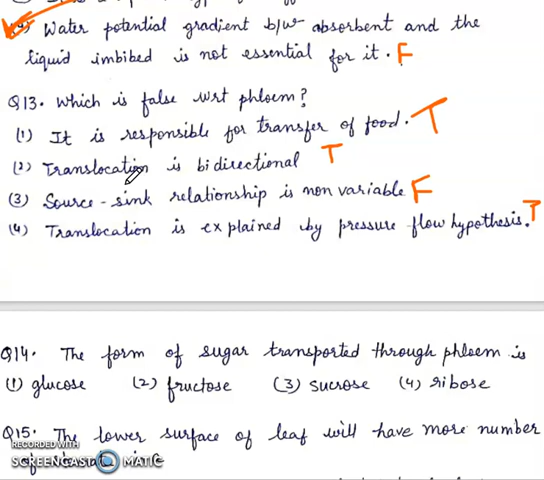 (4) Water potential gradient b/w absorbent and the
liquid imbibed is not essential for it. F
Q13. Which is false wrt phloem?
(1) It is responsible for transfer of food. T
(2) Translocation is bidirectional T
(3) Source-sink relationship is non variable F
(4) Translocation is explained by pressure flow hypothesis. T
Q14. The form of sugar transported through phloem is
(1) glucose (2) fructose (3) sucrose (4) ribose
Q15. The lower surface of leaf will have more number
RECORDED WITH
SCREENCAST MATIC